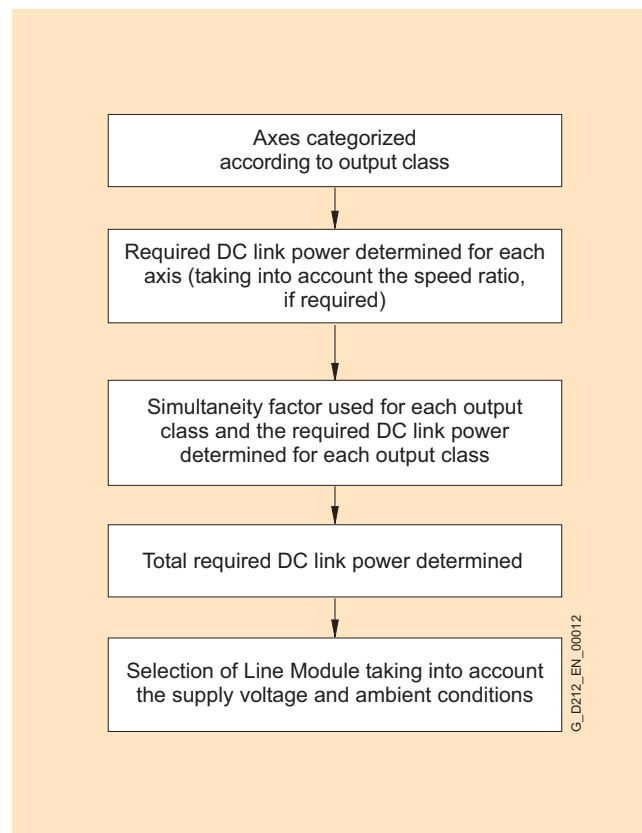 Axes categorized
according to output class
Required DC link power determined for each
axis (taking into account the speed ratio,
if required)
Simultaneity factor used for each output
class and the required DC link power
determined for each output class
Total required DC link power determined
Selection of Line Module taking into account
the supply voltage and ambient conditions
G_D212_EN_00012